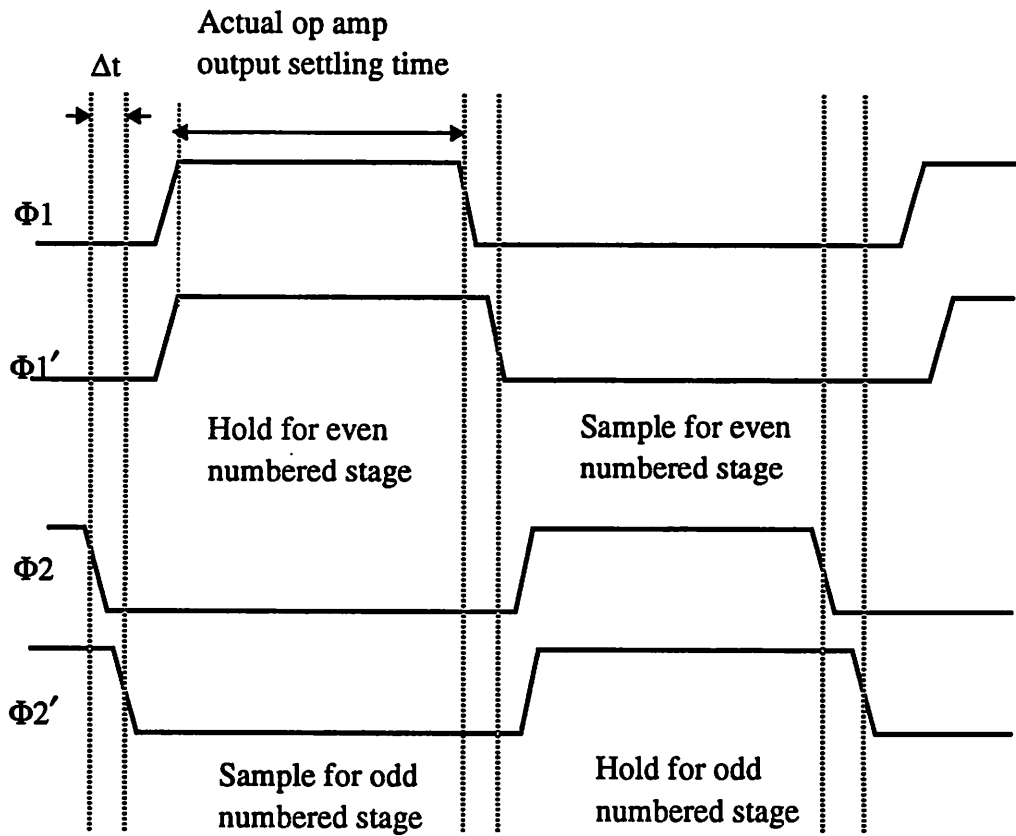 Actual op amp
output settling time
Δt
Φ1
Φ1′
Hold for even
numbered stage
Sample for even
numbered stage
Φ2
Φ2′
Sample for odd
numbered stage
Hold for odd
numbered stage